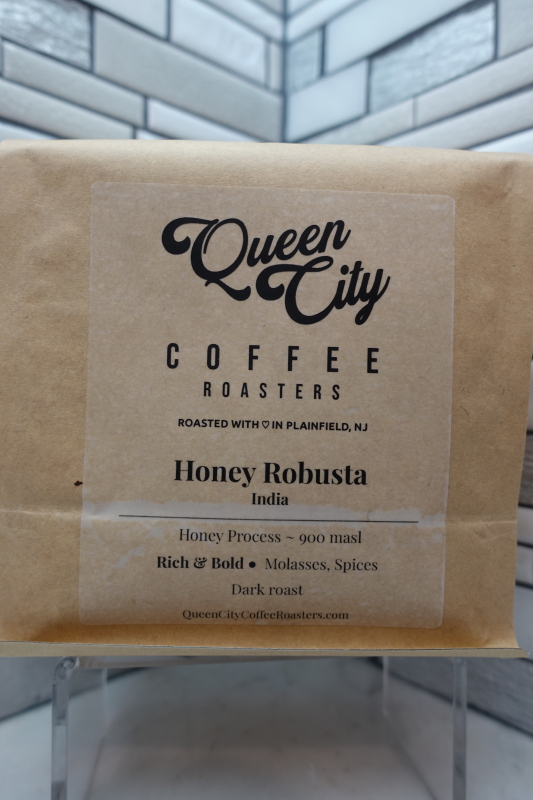 Queen
City
COFFEE
ROASTERS
ROASTED WITH ♡ IN PLAINFIELD, NJ
Honey Robusta
India
Honey Process ~ 900 masl
Rich & Bold • Molasses, Spices
Dark roast
QueenCityCoffeeRoasters.com